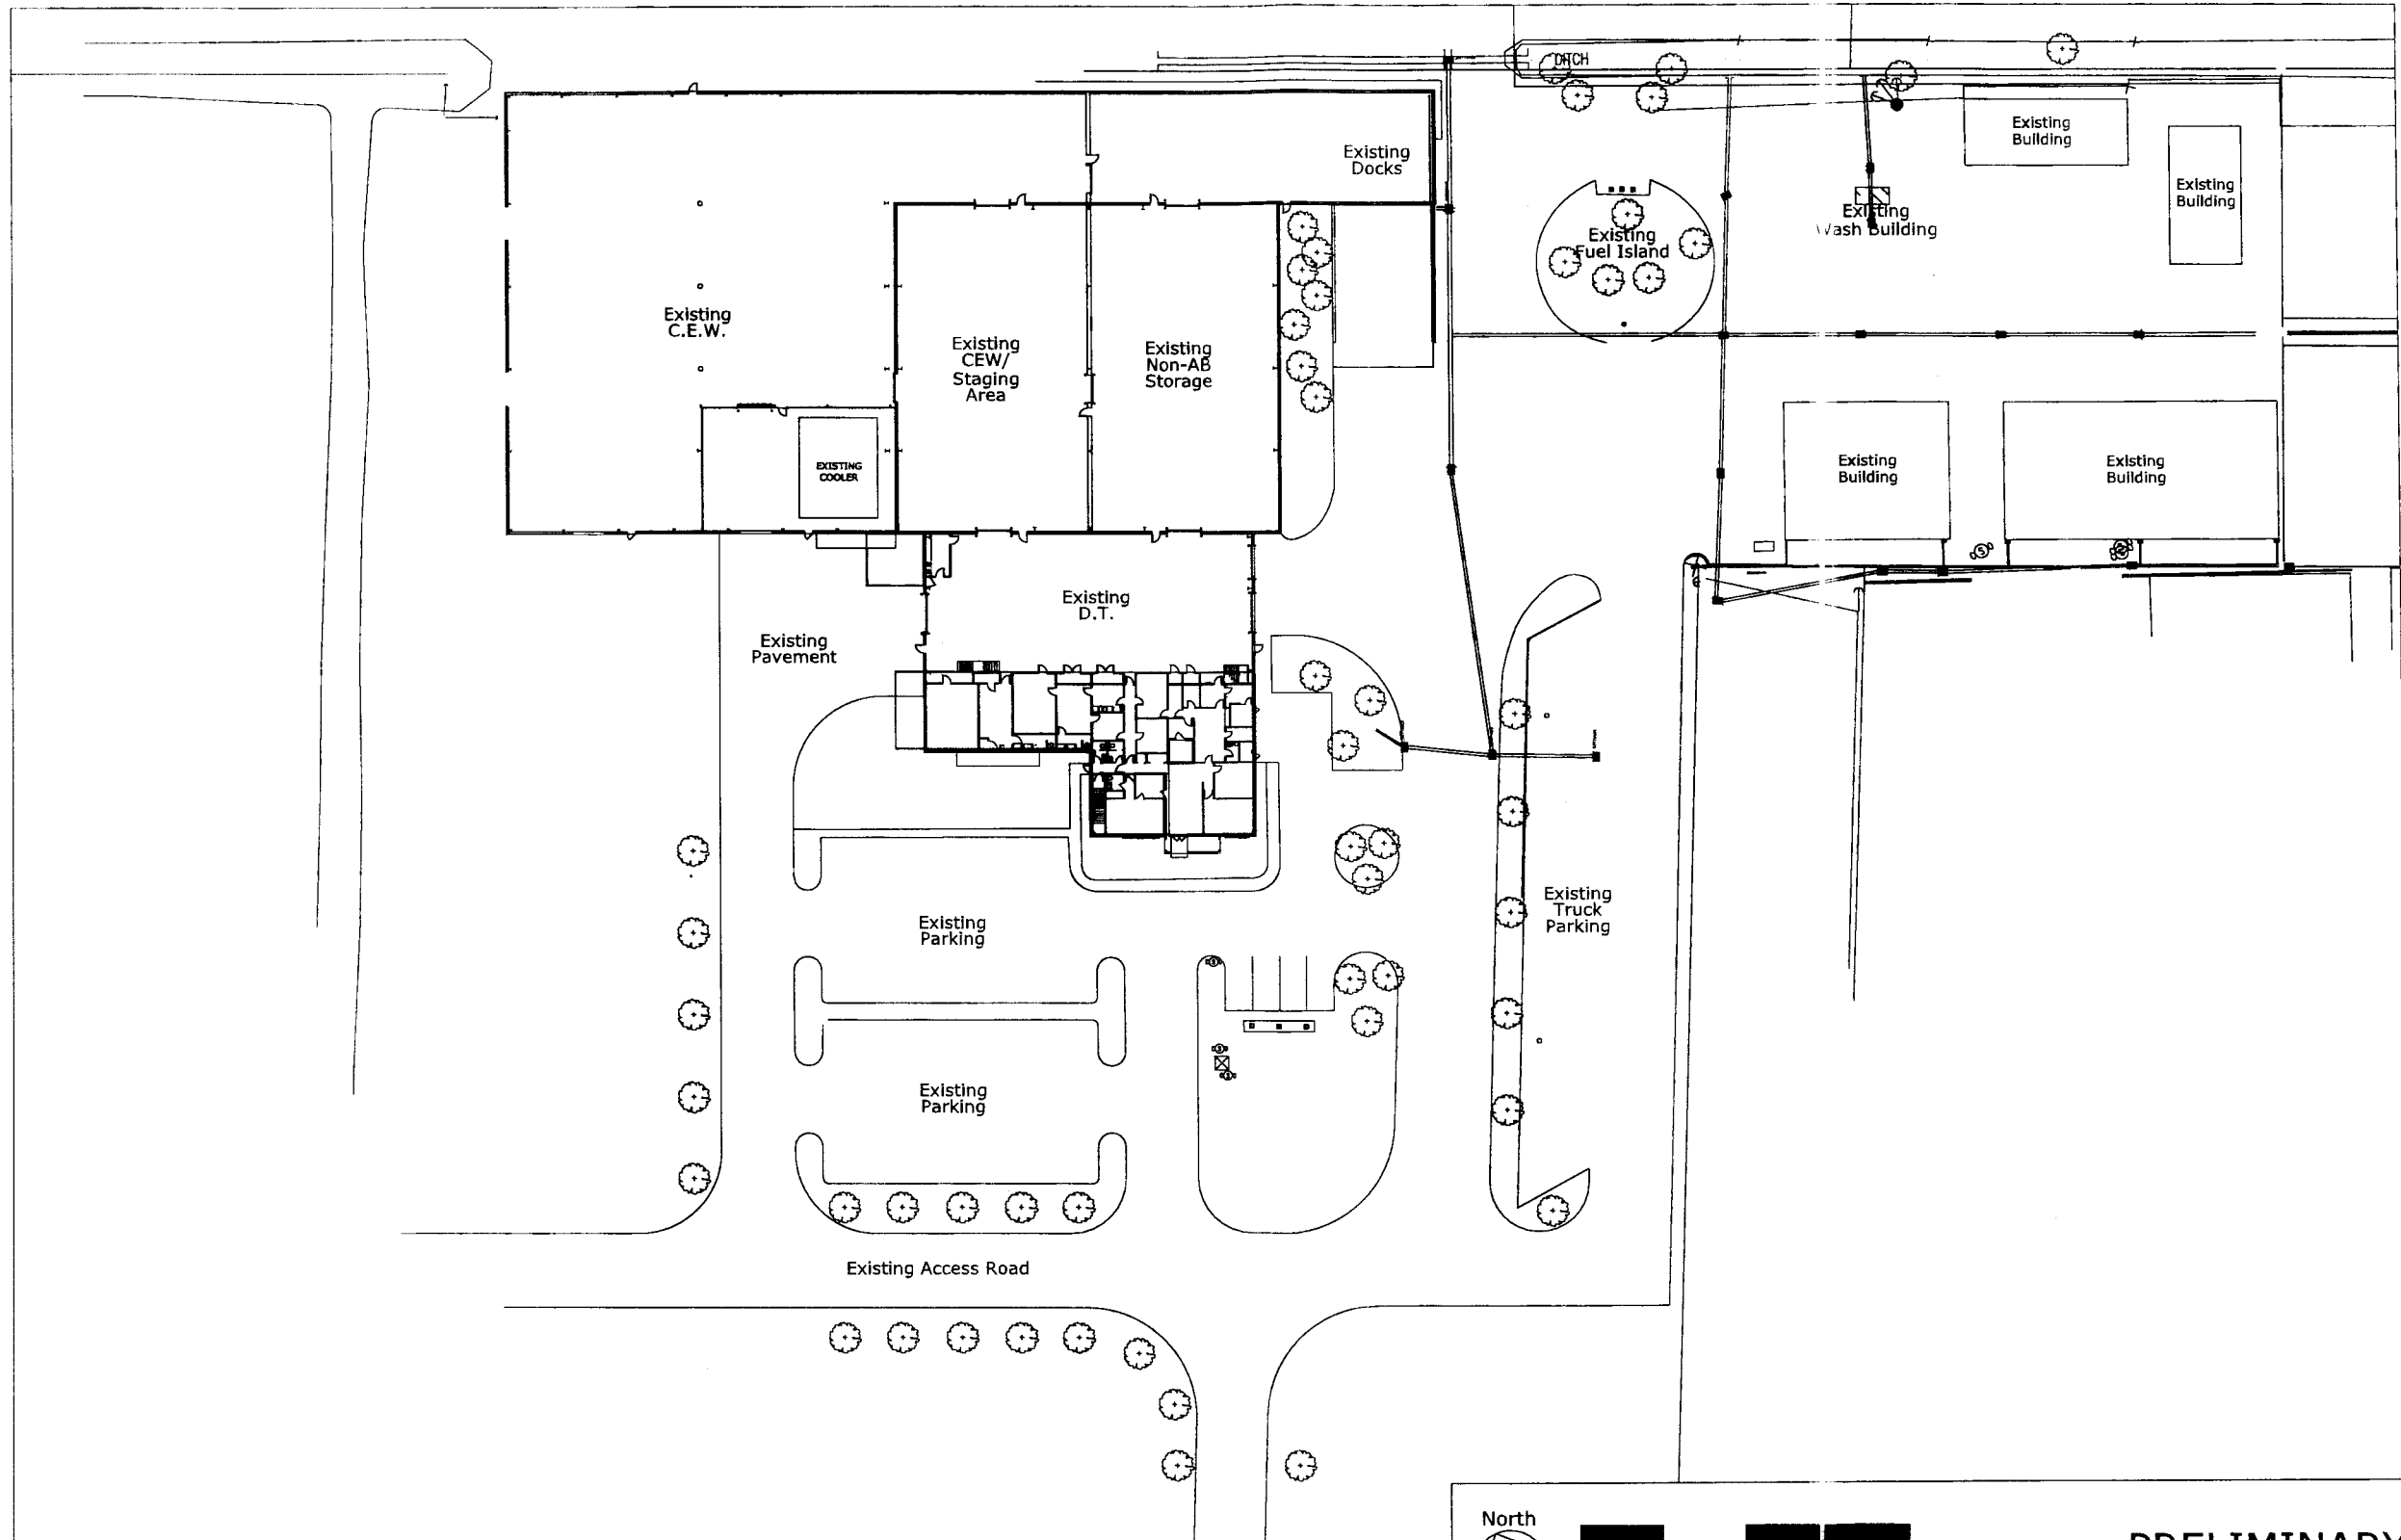 DITCH
Existing
Building
Existing
Docks
Existing
Building
Existing
Wash Building
Existing
Fuel Island
Existing
C.E.W.
Existing
CEW/
Staging
Area
Existing
Non-AB
Storage
EXISTING
COOLER
Existing
Building
Existing
Building
Existing
D.T.
Existing
Pavement
Existing
Parking
Existing
Truck
Parking
Existing
Parking
Existing Access Road
North
PRELIMINARY